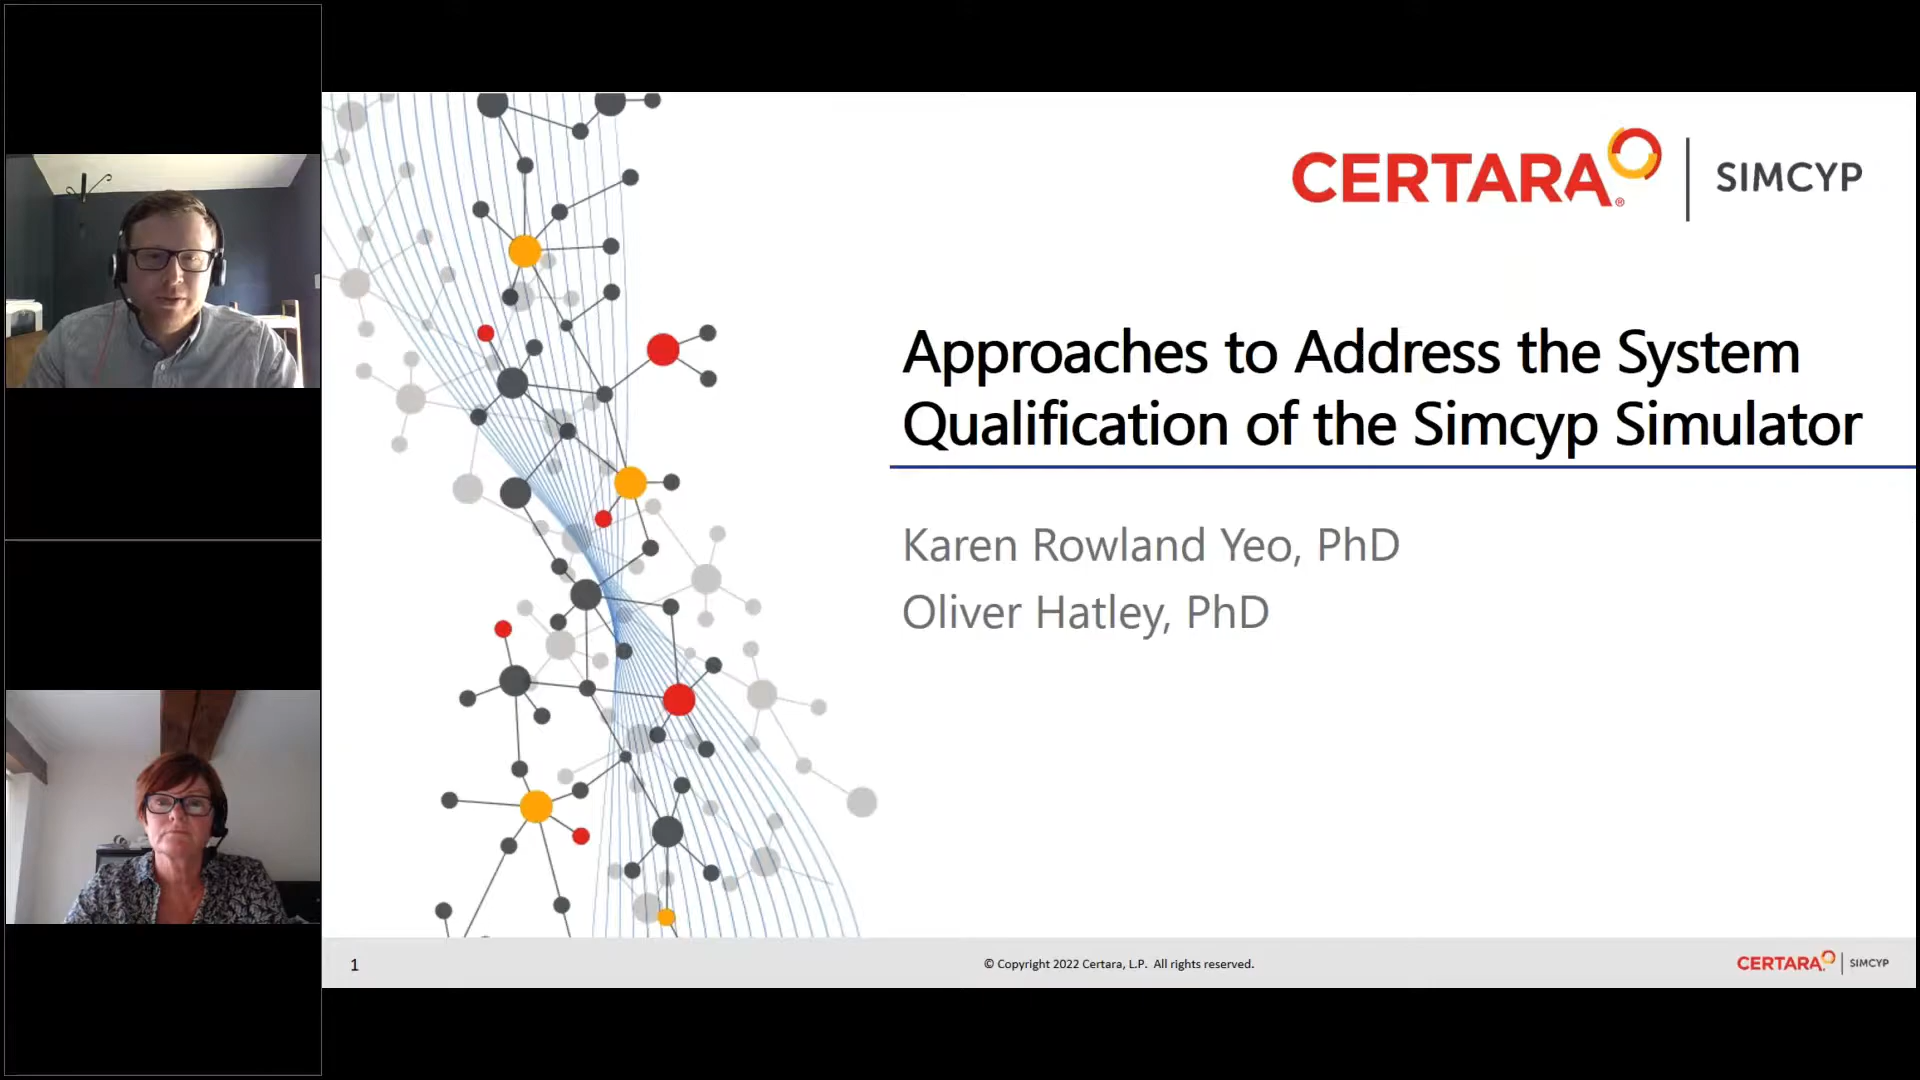 CERTARA® | SIMCYP
Approaches to Address the System
Qualification of the Simcyp Simulator
Karen Rowland Yeo, PhD
Oliver Hatley, PhD
1
© Copyright 2022 Certara, L.P. All rights reserved.
CERTARA | SIMCYP